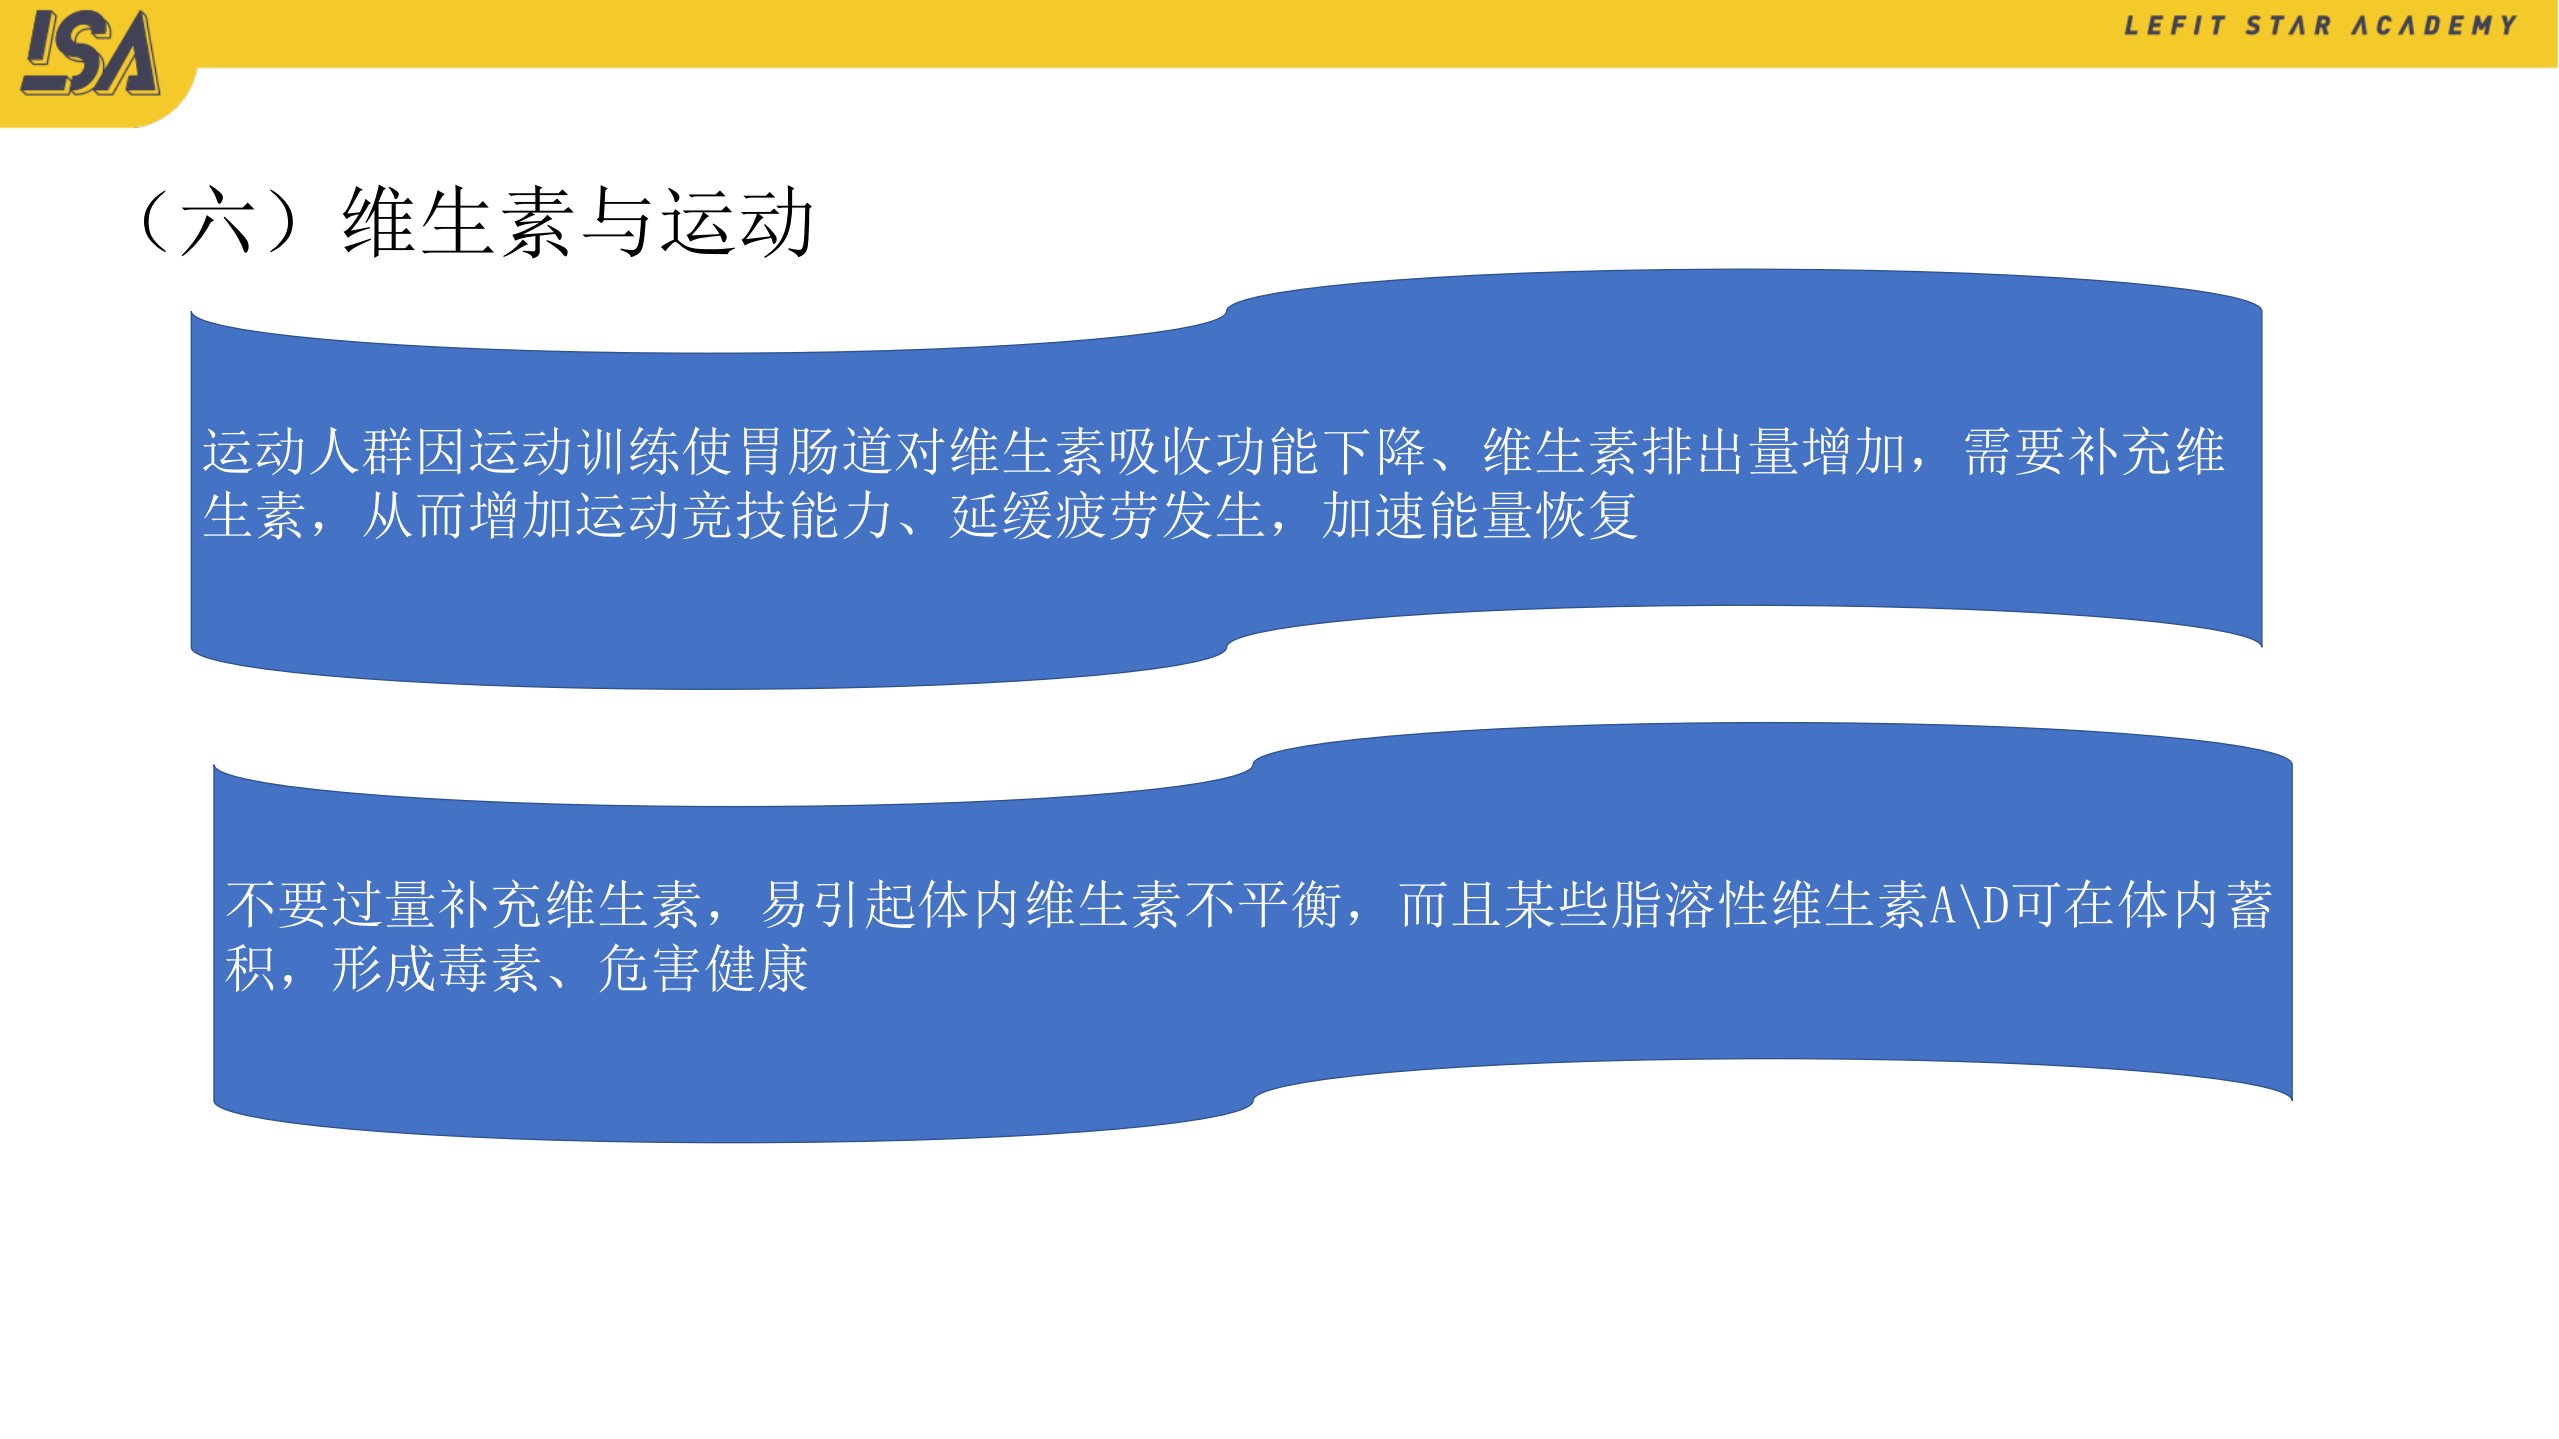 LSA
LEFIT STAR ACADEMY
（六）维生素与运动
运动人群因运动训练使胃肠道对维生素吸收功能下降、维生素排出量增加，需要补充维
生素，从而增加运动竞技能力、延缓疲劳发生，加速能量恢复
不要过量补充维生素，易引起体内维生素不平衡，而且某些脂溶性维生素A\D可在体内蓄
积，形成毒素、危害健康